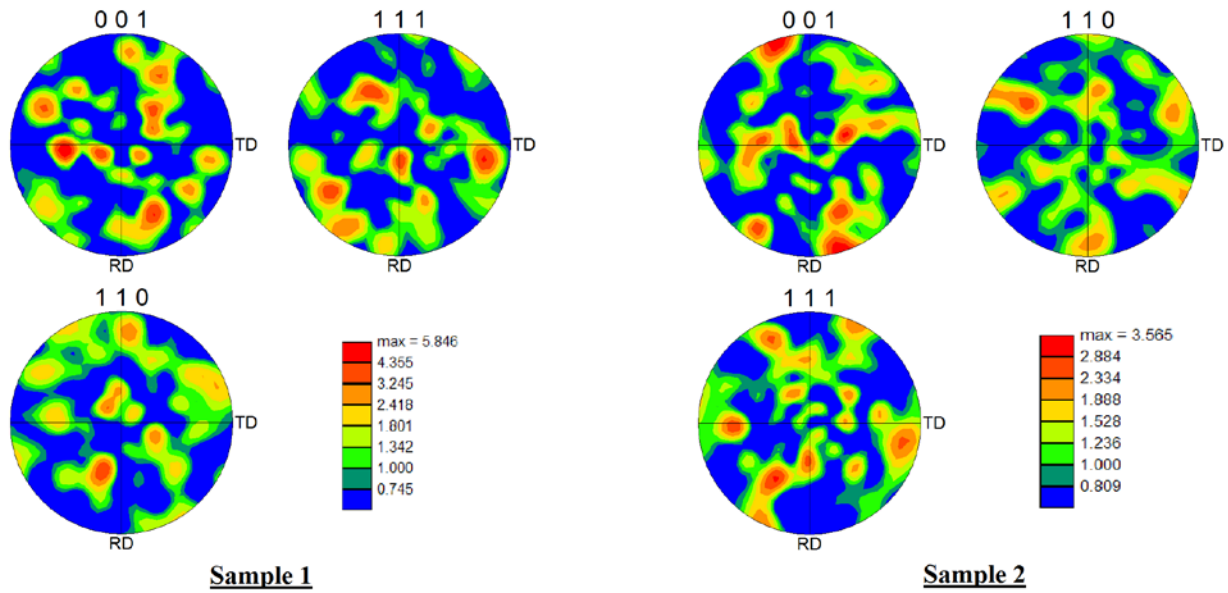 0 0 1
TD
RD
1 1 1
TD
RD
1 1 0
TD
RD
max = 5.846
4.355
3.245
2.418
1.801
1.342
1.000
0.745
Sample 1
0 0 1
TD
RD
1 1 0
TD
RD
1 1 1
TD
RD
max = 3.565
2.884
2.334
1.888
1.528
1.236
1.000
0.809
Sample 2